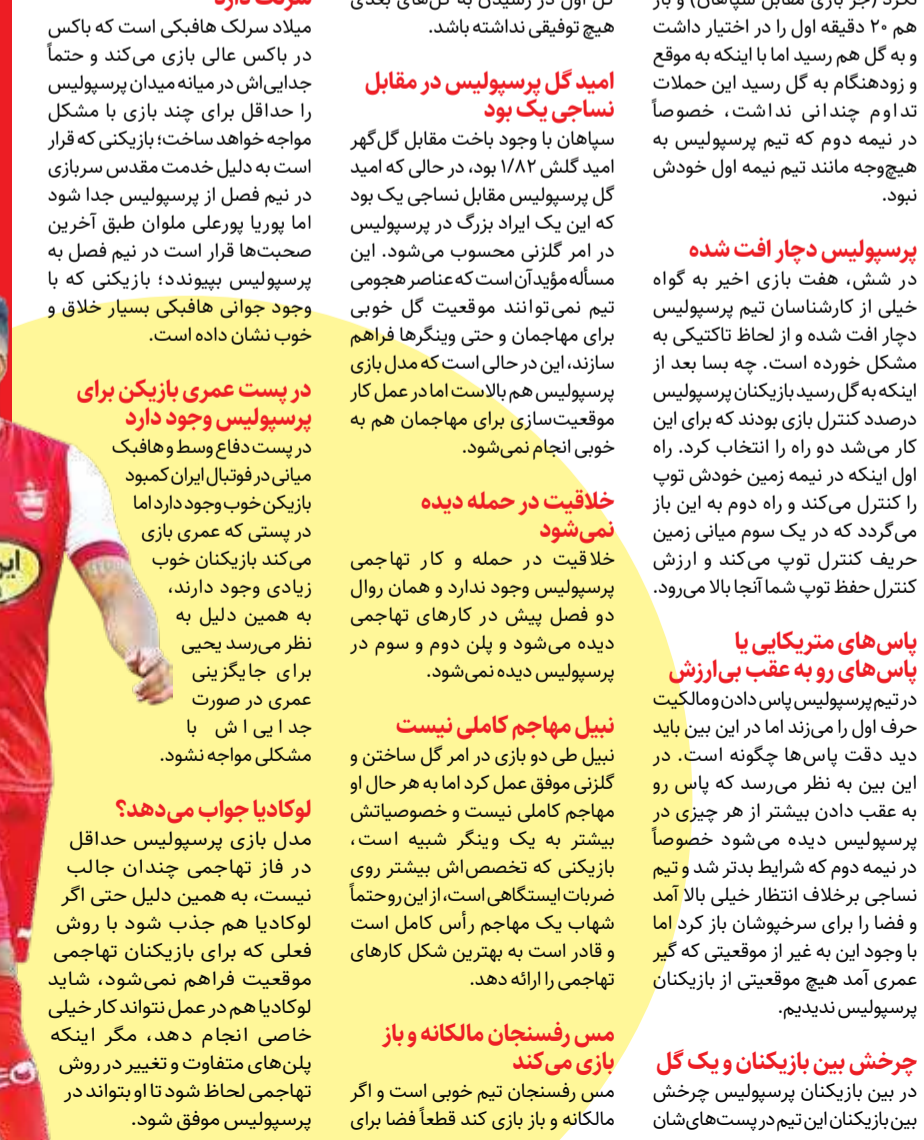 نکرد (جز بازی مقابل سپاهان) و باز
هم ۲۰ دقیقه اول را در اختیار داشت
و به گل هم رسید اما با اینکه به موقع
و زودهنگام به گل رسید این حملات
تداوم چندانی نداشت، خصوصاً
در نیمه دوم که تیم پرسپولیس به
هیچ‌وجه مانند تیم نیمه اول خودش
نبود.
پرسپولیس دچار افت شده
در شش، هفت بازی اخیر به گواه
خیلی از کارشناسان تیم پرسپولیس
دچار افت شده و از لحاظ تاکتیکی به
مشکل خورده است. چه بسا بعد از
اینکه به گل رسید بازیکنان پرسپولیس
درصدد کنترل بازی بودند که برای این
کار می‌شد دو راه را انتخاب کرد. راه
اول اینکه در نیمه زمین خودش توپ
را کنترل می‌کند و راه دوم به این باز
می‌گردد که در یک سوم میانی زمین
حریف کنترل توپ می‌کند و ارزش
کنترل حفظ توپ شما آنجا بالا می‌رود.
پاس‌های متریکایی یا
پاس‌های رو به عقب بی‌ارزش
در تیم پرسپولیس پاس دادن و مالکیت
حرف اول را می‌زند اما در این بین باید
دید دقت پاس‌ها چگونه است. در
این بین به نظر می‌رسد که پاس رو
به عقب دادن بیشتر از هر چیزی در
پرسپولیس دیده می‌شود خصوصاً
در نیمه دوم که شرایط بدتر شد و تیم
نساجی برخلاف انتظار خیلی بالا آمد
و فضا را برای سرخپوشان باز کرد اما
با وجود این به غیر از موقعیتی که گیر
عمری آمد هیچ موقعیتی از بازیکنان
پرسپولیس ندیدیم.
چرخش بین بازیکنان و یک گل
در بین بازیکنان پرسپولیس چرخش
بین بازیکنان این تیم در پست‌های‌شان
گل اول در رسیدن به گل‌های بعدی
هیچ توفیقی نداشته باشد.
امید گل پرسپولیس در مقابل
نساجی یک بود
سپاهان با وجود باخت مقابل گل‌گهر
امید گلش ۱/۸۲ بود، در حالی که امید
گل پرسپولیس مقابل نساجی یک بود
که این یک ایراد بزرگ در پرسپولیس
در امر گلزنی محسوب می‌شود. این
مسأله مؤید آن است که عناصر هجومی
تیم نمی‌توانند موقعیت گل خوبی
برای مهاجمان و حتی وینگرها فراهم
سازند، این در حالی است که مدل بازی
پرسپولیس هم بالاست اما در عمل کار
موقعیت‌سازی برای مهاجمان هم به
خوبی انجام نمی‌شود.
خلاقیت در حمله دیده
نمی‌شود
خلاقیت در حمله و کار تهاجمی
پرسپولیس وجود ندارد و همان روال
دو فصل پیش در کارهای تهاجمی
دیده می‌شود و پلن دوم و سوم در
پرسپولیس دیده نمی‌شود.
نبیل مهاجم کاملی نیست
نبیل طی دو بازی در امر گل ساختن و
گلزنی موفق عمل کرد اما به هر حال او
مهاجم کاملی نیست و خصوصیاتش
بیشتر به یک وینگر شبیه است،
بازیکنی که تخصص‌اش بیشتر روی
ضربات ایستگاهی است، از این رو حتماً
شهاب یک مهاجم رأس کامل است
و قادر است به بهترین شکل کارهای
تهاجمی را ارائه دهد.
مس رفسنجان مالکانه و باز
بازی می‌کند
مس رفسنجان تیم خوبی است و اگر
مالکانه و باز بازی کند قطعاً فضا برای
سرلک دارد
میلاد سرلک هافبکی است که باکس
در باکس عالی بازی می‌کند و حتماً
جدایی‌اش در میانه میدان پرسپولیس
را حداقل برای چند بازی با مشکل
مواجه خواهد ساخت؛ بازیکنی که قرار
است به دلیل خدمت مقدس سربازی
در نیم فصل از پرسپولیس جدا شود
اما پوریا پورعلی ملوان طبق آخرین
صحبت‌ها قرار است در نیم فصل به
پرسپولیس بپیوندد؛ بازیکنی که با
وجود جوانی هافبکی بسیار خلاق و
خوب نشان داده است.
در پست عمری بازیکن برای
پرسپولیس وجود دارد
در پست دفاع وسط و هافبک
میانی در فوتبال ایران کمبود
بازیکن خوب وجود دارد اما
در پستی که عمری بازی
می‌کند بازیکنان خوب
زیادی وجود دارند،
به همین دلیل به
نظر می‌رسد یحیی
برای جایگزینی
عمری در صورت
جدایی‌اش با
مشکلی مواجه نشود.
لوکادیا جواب می‌دهد؟
مدل بازی پرسپولیس حداقل
در فاز تهاجمی چندان جالب
نیست، به همین دلیل حتی اگر
لوکادیا هم جذب شود با روش
فعلی که برای بازیکنان تهاجمی
موقعیت فراهم نمی‌شود، شاید
لوکادیا هم در عمل نتواند کار خیلی
خاصی انجام دهد، مگر اینکه
پلن‌های متفاوت و تغییر در روش
تهاجمی لحاظ شود تا او بتواند در
پرسپولیس موفق شود.